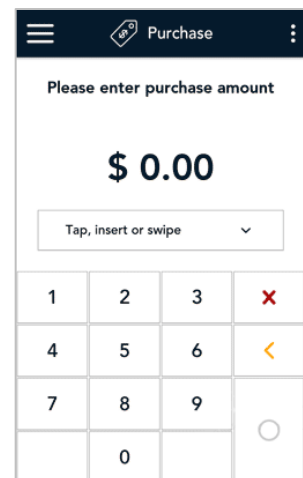 Purchase
Please enter purchase amount
$ 0.00
Tap, insert or swipe
1 2 3
4 5 6
7 8 9
0